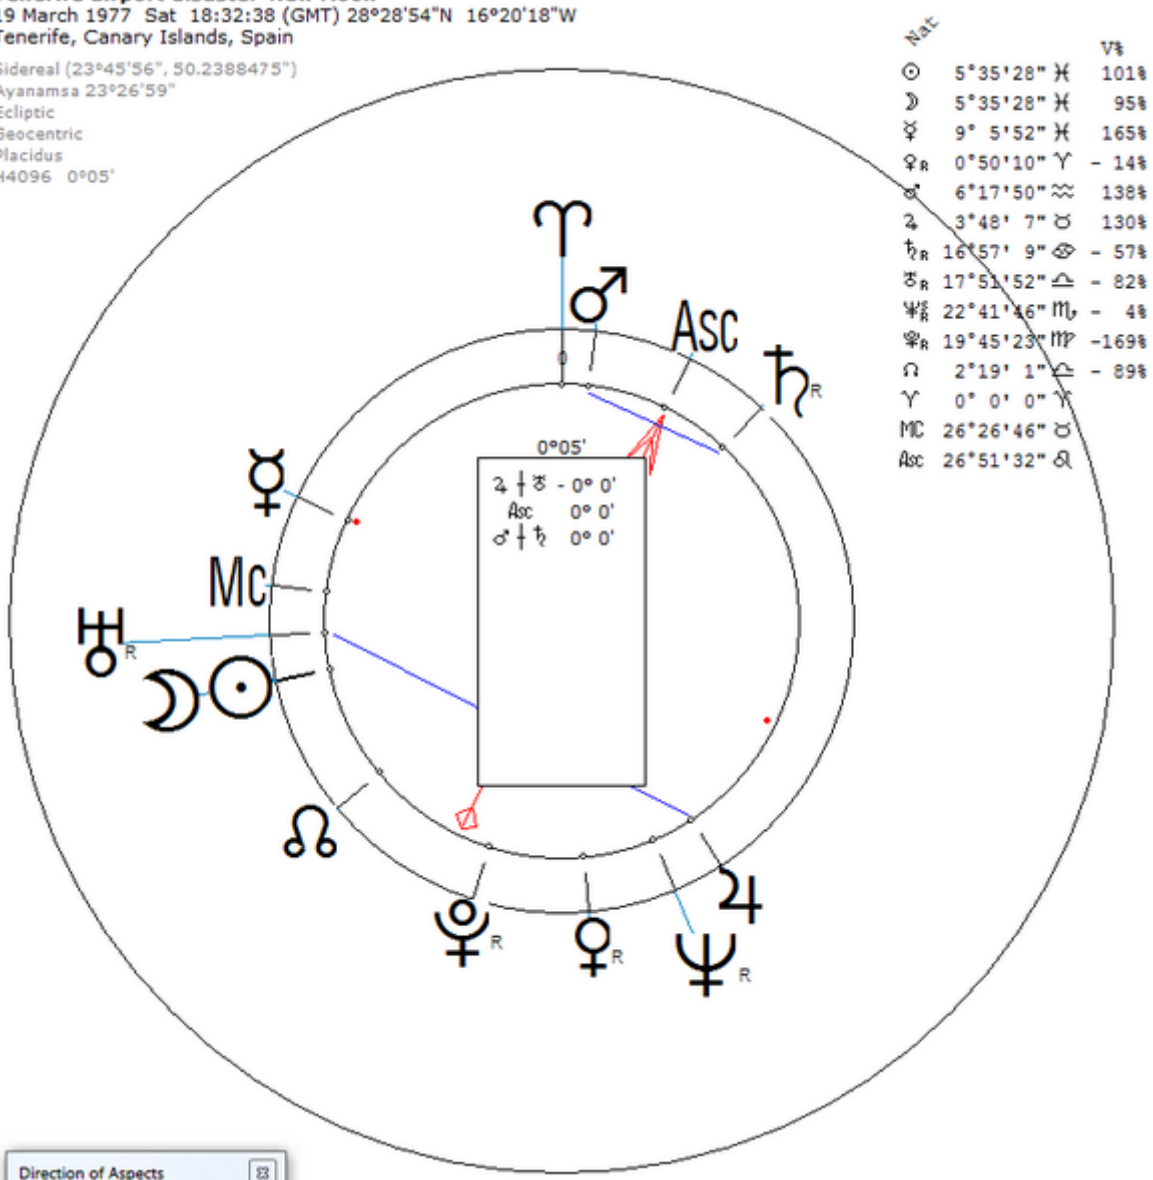 19 March 1977 Sat 18:32:38 (GMT) 28°28'54"N 16°20'18"W
Tenerife, Canary Islands, Spain
Sidereal (23°45'56", 50.2388475")
Ayanamsa 23°26'59"
Ecliptic
Geocentric
Placidus
H4096 0°05'
Nat
V%
☉ 5°35'28" ♓ 101%
☽ 5°35'28" ♓ 95%
☿ 9° 5'52" ♓ 165%
♀R 0°50'10" ♈ - 14%
♂ 6°17'50" ♒ 138%
♃ 3°48' 7" ♉ 130%
♄R 16°57' 9" ♋ - 57%
♅R 17°51'52" ♎ - 82%
♆SR 22°41'46" ♏ - 4%
♇R 19°45'23" ♍ -169%
☊ 2°19' 1" ♎ - 89%
♈ 0° 0' 0" ♈
MC 26°26'46" ♉
Asc 26°51'32" ♌
♈
♂
Asc
♄R
0
0°05'
♃ ┼ ♅ - 0° 0'
Asc 0° 0'
♂ ┼ ♄ 0° 0'
☿
Mc
♅R
☽ ☉
☊
♇R
♀R
♆R
♃
Direction of Aspects